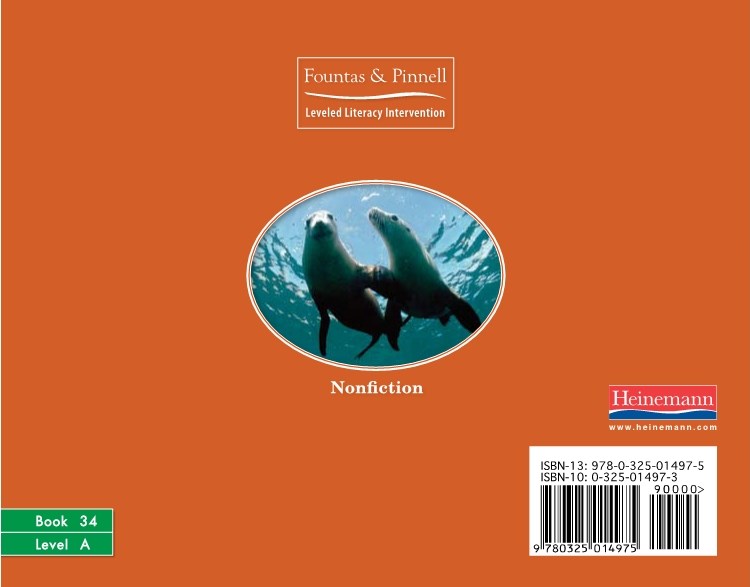 Fountas & Pinnell
Leveled Literacy Intervention
Nonfiction
Heinemann
www.heinemann.com
ISBN-13: 978-0-325-01497-5
ISBN-10: 0-325-01497-3
90000>
9 780325 014975
Book 34
Level A